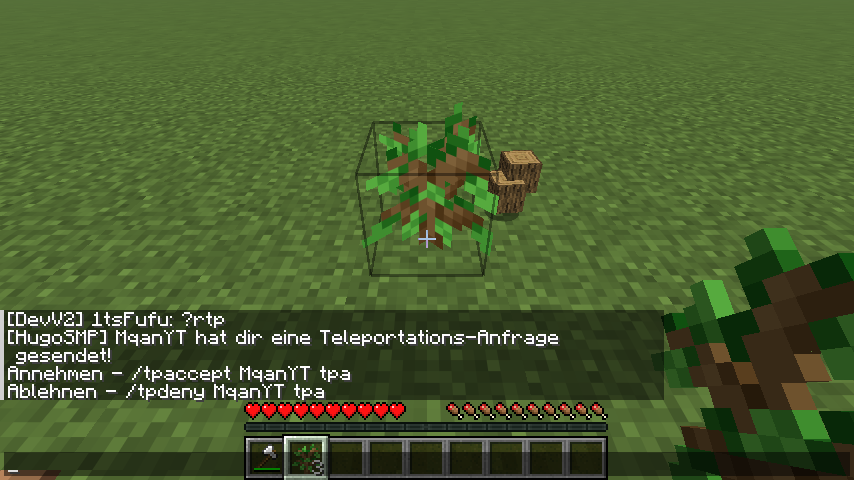 [DevV2] 1tsFufu: ?rtp
[HugoSMP] MqanYT hat dir eine Teleportations-Anfrage
gesendet!
Annehmen - /tpaccept MqanYT tpa
Ablehnen - /tpdeny MqanYT tpa
3
_